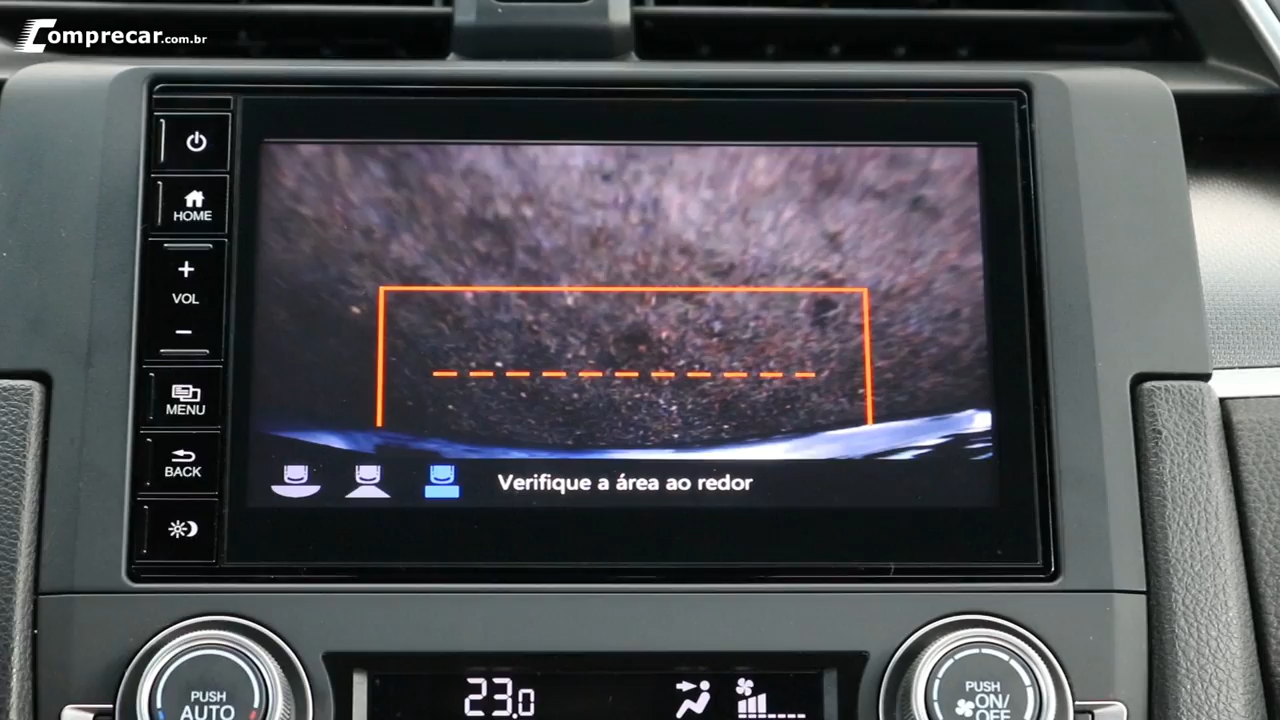 Comprecar.com.br
HOME
+
VOL
−
MENU
BACK
Verifique a área ao redor
PUSH
AUTO
23.0
PUSH
ON/
OFF